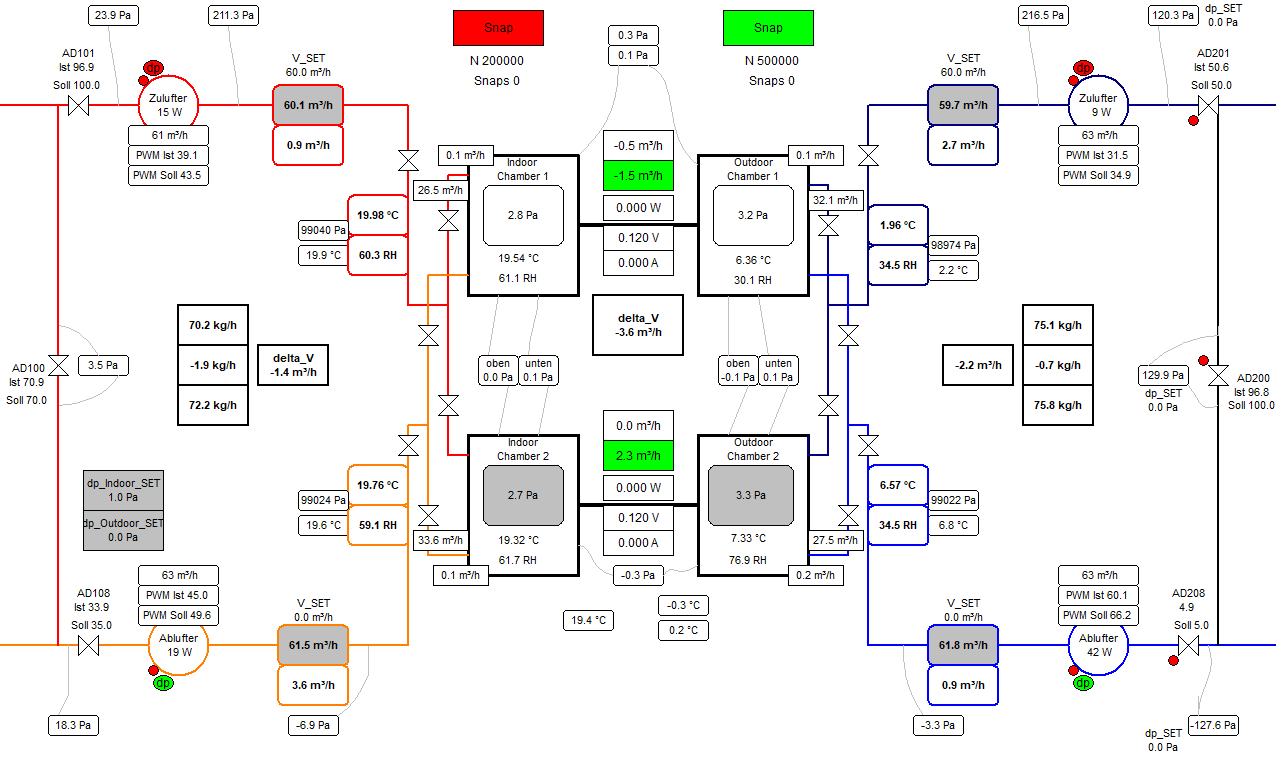 23.9 Pa
211.3 Pa
Snap
N 200000
Snaps 0
0.3 Pa
0.1 Pa
Snap
N 500000
Snaps 0
216.5 Pa
120.3 Pa
dp_SET
0.0 Pa
AD101
Ist 96.9
Soll 100.0
dp
Zulufter
15 W
61 m³/h
PWM Ist 39.1
PWM Soll 43.5
V_SET
60.0 m³/h
60.1 m³/h
0.9 m³/h
V_SET
60.0 m³/h
59.7 m³/h
2.7 m³/h
dp
Zulufter
9 W
63 m³/h
PWM Ist 31.5
PWM Soll 34.9
AD201
Ist 50.6
Soll 50.0
0.1 m³/h
Indoor
Chamber 1
26.5 m³/h
2.8 Pa
19.54 °C
61.1 RH
-0.5 m³/h
-1.5 m³/h
0.000 W
0.120 V
0.000 A
Outdoor
Chamber 1
0.1 m³/h
32.1 m³/h
3.2 Pa
6.36 °C
30.1 RH
19.98 °C
60.3 RH
99040 Pa
19.9 °C
1.96 °C
34.5 RH
98974 Pa
2.2 °C
70.2 kg/h
-1.9 kg/h
72.2 kg/h
delta_V
-1.4 m³/h
delta_V
-3.6 m³/h
-2.2 m³/h
75.1 kg/h
-0.7 kg/h
75.8 kg/h
AD100
Ist 70.9
Soll 70.0
3.5 Pa
oben
0.0 Pa
unten
0.1 Pa
oben
-0.1 Pa
unten
0.1 Pa
129.9 Pa
dp_SET
0.0 Pa
AD200
Ist 96.8
Soll 100.0
dp_Indoor_SET
1.0 Pa
dp_Outdoor_SET
0.0 Pa
19.76 °C
59.1 RH
99024 Pa
19.6 °C
Indoor
Chamber 2
2.7 Pa
19.32 °C
61.7 RH
33.6 m³/h
0.1 m³/h
0.0 m³/h
2.3 m³/h
0.000 W
0.120 V
0.000 A
-0.3 Pa
Outdoor
Chamber 2
3.3 Pa
7.33 °C
76.9 RH
27.5 m³/h
0.2 m³/h
6.57 °C
34.5 RH
99022 Pa
6.8 °C
19.4 °C
-0.3 °C
0.2 °C
AD108
Ist 33.9
Soll 35.0
63 m³/h
PWM Ist 45.0
PWM Soll 49.6
Ablufter
19 W
dp
V_SET
0.0 m³/h
61.5 m³/h
3.6 m³/h
18.3 Pa
-6.9 Pa
V_SET
0.0 m³/h
61.8 m³/h
0.9 m³/h
-3.3 Pa
63 m³/h
PWM Ist 60.1
PWM Soll 66.2
Ablufter
42 W
dp
AD208
4.9
Soll 5.0
-127.6 Pa
dp_SET
0.0 Pa